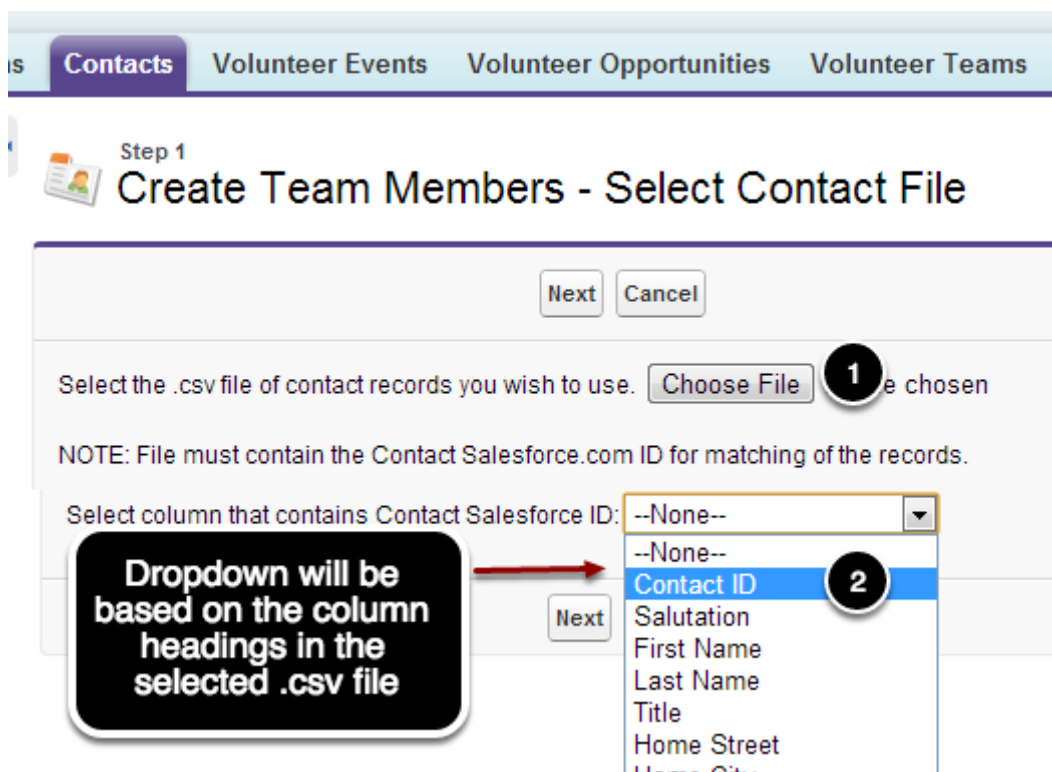 Contacts Volunteer Events Volunteer Opportunities Volunteer Teams
Step 1
Create Team Members - Select Contact File
Next Cancel
Select the .csv file of contact records you wish to use. Choose File 1 e chosen
NOTE: File must contain the Contact Salesforce.com ID for matching of the records.
Select column that contains Contact Salesforce ID: --None--
--None--
Contact ID 2
Salutation
First Name
Last Name
Title
Home Street
Dropdown will be
based on the column
headings in the
selected .csv file
Next